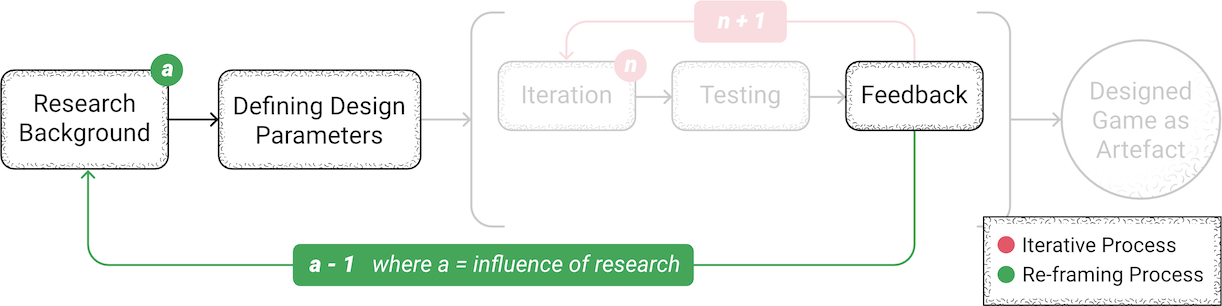 n + 1
a
n
Research
Background
Defining Design
Parameters
Iteration
Testing
Feedback
Designed
Game as
Artefact
a - 1 where a = influence of research
Iterative Process
Re-framing Process